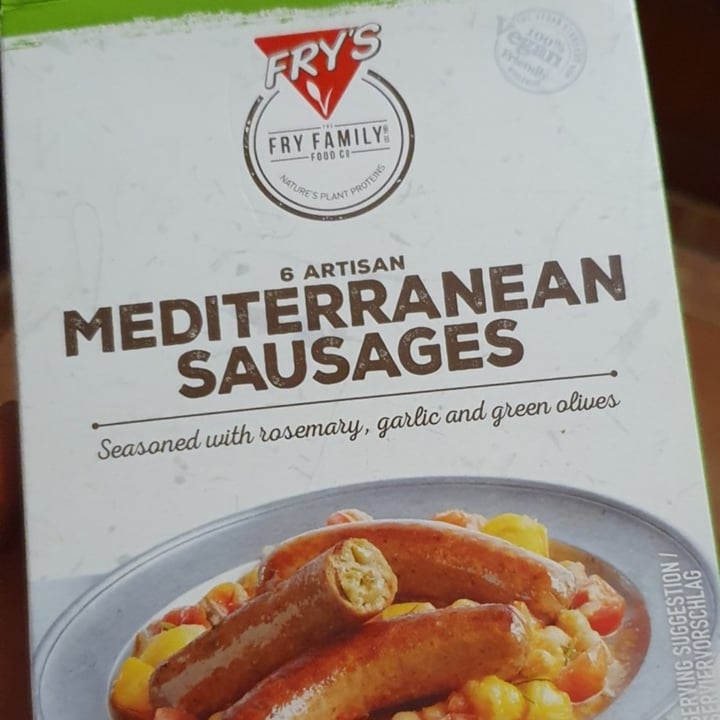 FRY'S
THE
FRY FAMILY
FOOD CO
NATURE'S PLANT PROTEINS
100%
Vegan
Friendly
6 ARTISAN
MEDITERRANEAN
SAUSAGES
Seasoned with rosemary, garlic and green olives
SERVING SUGGESTION /
SERVIERVORSCHLAG